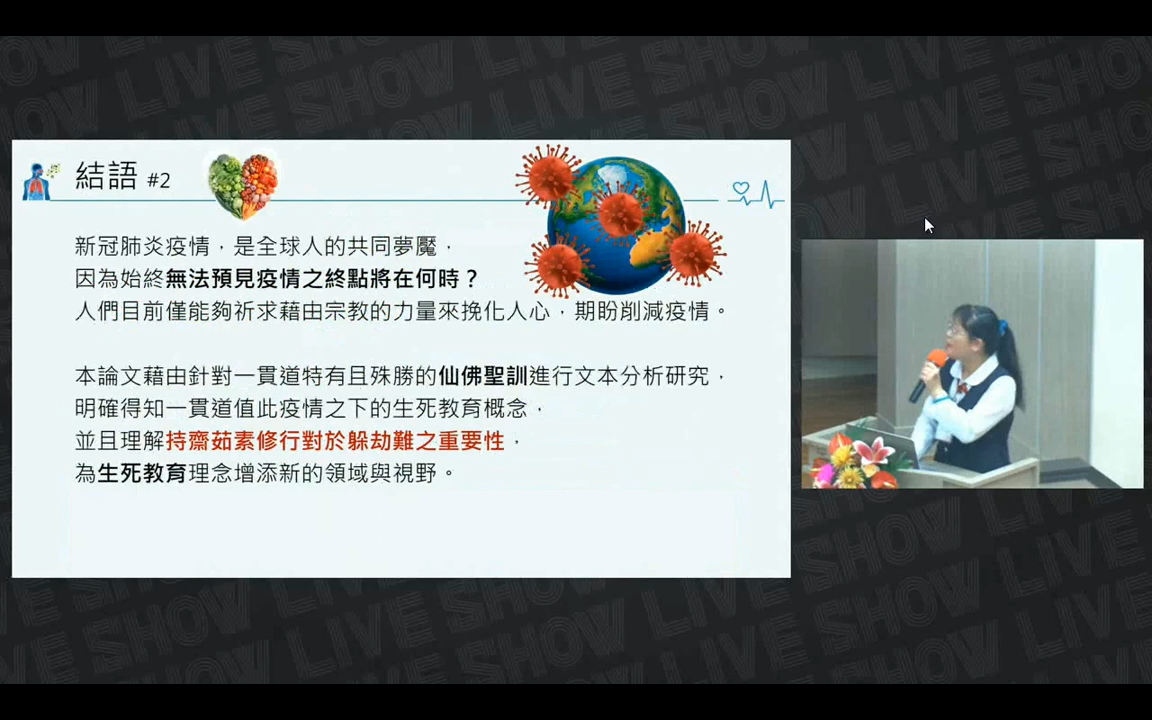 結語 #2
新冠肺炎疫情，是全球人的共同夢魘，
因為始終無法預見疫情之終點將在何時？
人們目前僅能夠祈求藉由宗教的力量來挽化人心，期盼削減疫情。
本論文藉由針對一貫道特有且殊勝的仙佛聖訓進行文本分析研究，
明確得知一貫道值此疫情之下的生死教育概念，
並且理解持齋茹素修行對於躲劫難之重要性，
為生死教育理念增添新的領域與視野。
LIVE SHOW